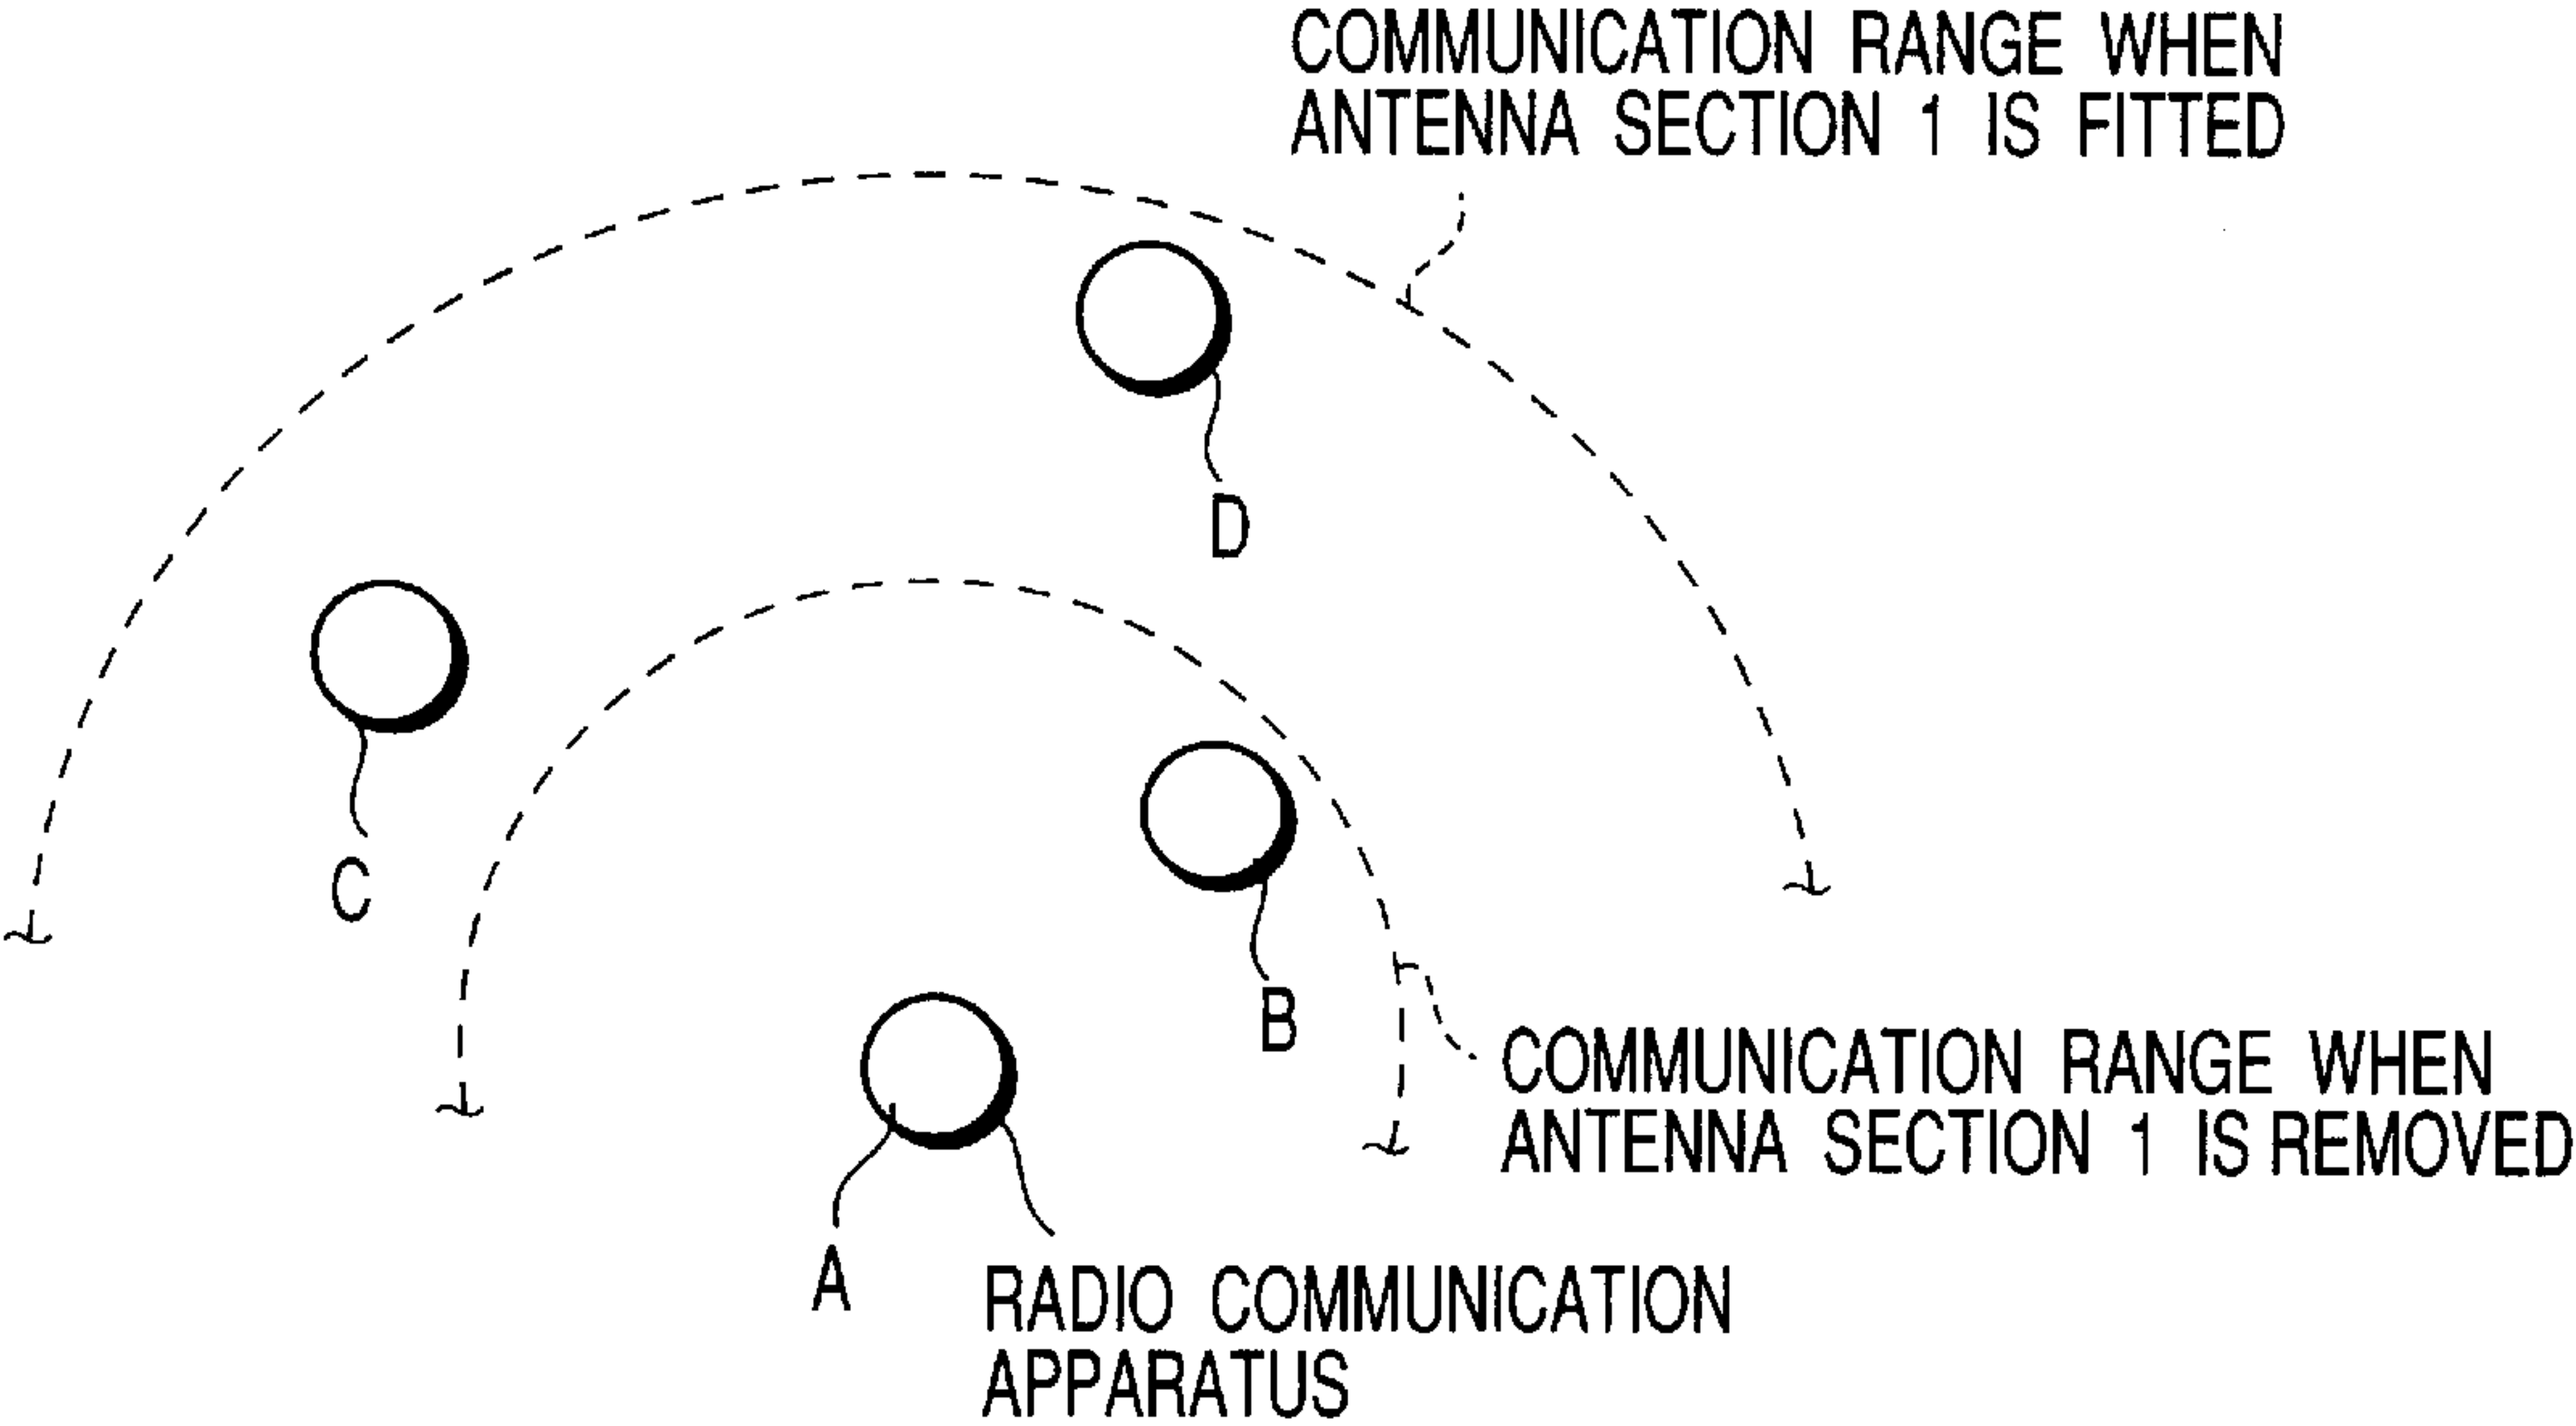 COMMUNICATION RANGE WHEN
ANTENNA SECTION 1 IS FITTED
D
C
B
COMMUNICATION RANGE WHEN
ANTENNA SECTION 1 IS REMOVED
A
RADIO COMMUNICATION
APPARATUS